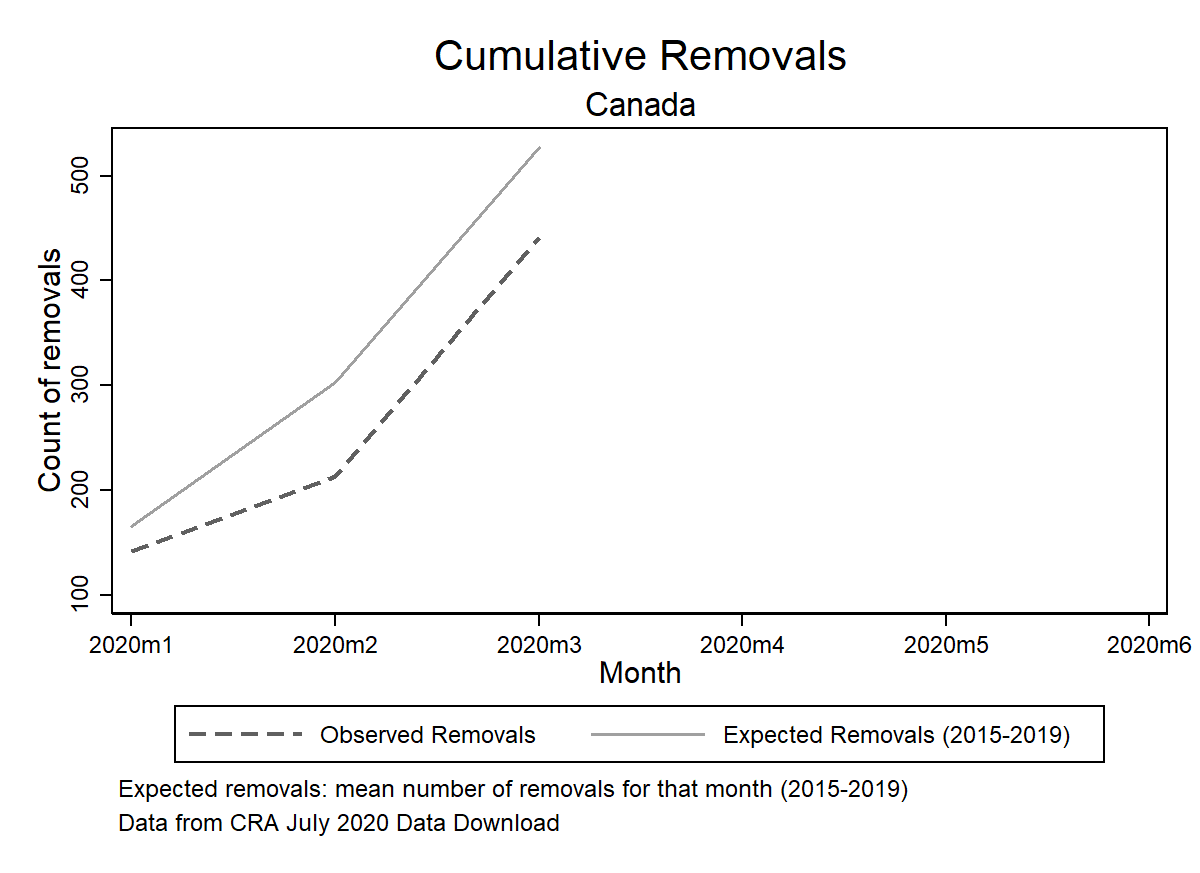 Cumulative Removals
Canada
Count of removals
500
400
300
200
100
2020m1 2020m2 2020m3 2020m4 2020m5 2020m6
Month
Observed Removals Expected Removals (2015-2019)
Expected removals: mean number of removals for that month (2015-2019)
Data from CRA July 2020 Data Download